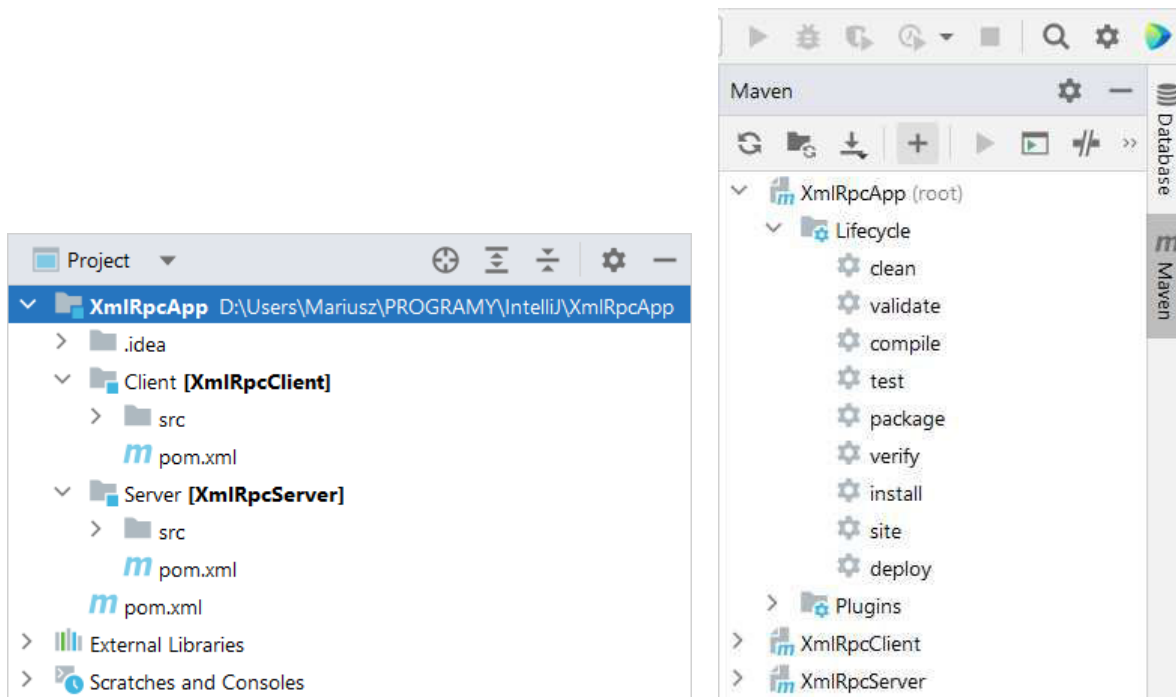 Project
XmlRpcApp D:\Users\Mariusz\PROGRAMY\IntelliJ\XmlRpcApp
.idea
Client [XmlRpcClient]
src
m pom.xml
Server [XmlRpcServer]
src
m pom.xml
m pom.xml
External Libraries
Scratches and Consoles
Maven
XmlRpcApp (root)
Lifecycle
clean
validate
compile
test
package
verify
install
site
deploy
Plugins
XmlRpcClient
XmlRpcServer
Database
m Maven